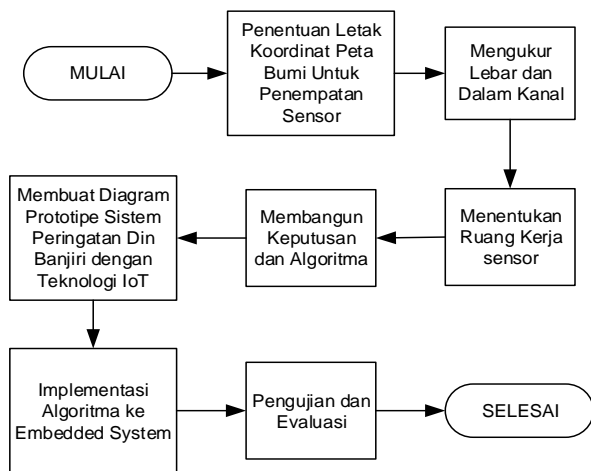 MULAI
Penentuan Letak
Koordinat Peta
Bumi Untuk
Penempatan
Sensor
Mengukur
Lebar dan
Dalam Kanal
Menentukan
Ruang Kerja
sensor
Membangun
Keputusan
dan Algoritma
Membuat Diagram
Prototipe Sistem
Peringatan Din
Banjiri dengan
Teknologi IoT
Implementasi
Algoritma ke
Embedded System
Pengujian dan
Evaluasi
SELESAI